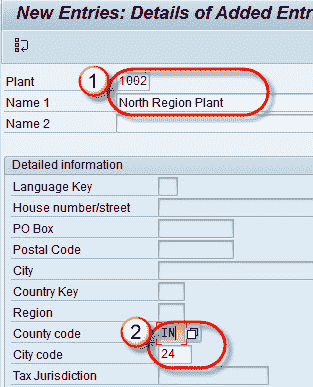 New Entries: Details of Added Entr
Plant 1002
1
Name 1 North Region Plant
Name 2
Detailed information
Language Key
House number/street
PO Box
Postal Code
City
Country Key
Region
County code IN
2
City code 24
Tax Jurisdiction